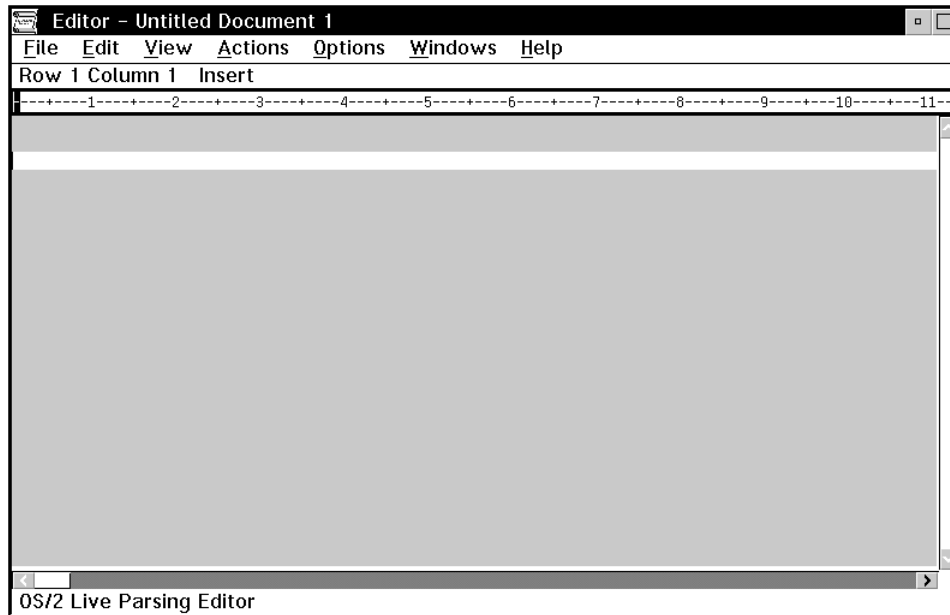 Editor - Untitled Document 1
File Edit View Actions Options Windows Help
Row 1 Column 1 Insert
----+----1----+----2----+----3----+----4----+----5----+----6----+----7----+----8----+----9----+---10----+---11--
OS/2 Live Parsing Editor